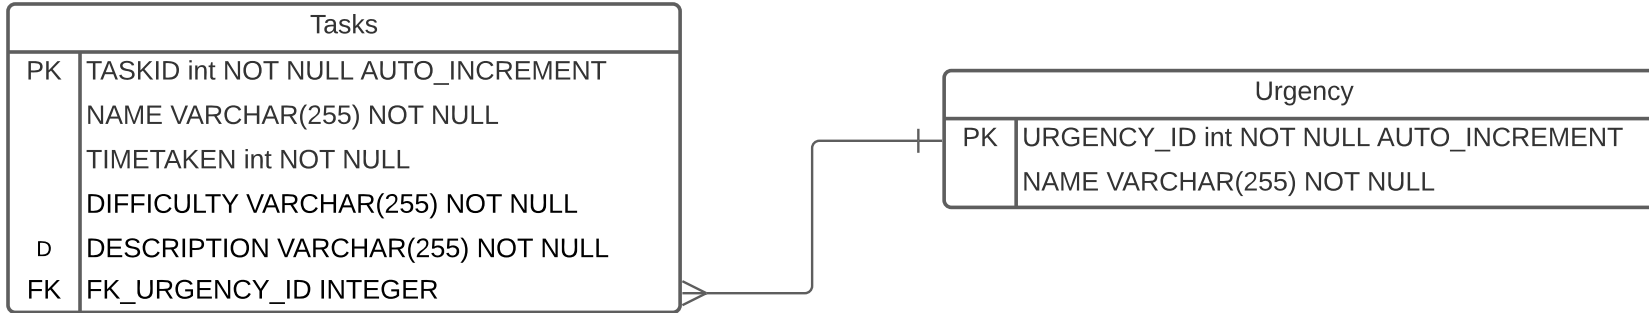 Tasks
PK TASKID int NOT NULL AUTO_INCREMENT
NAME VARCHAR(255) NOT NULL
TIMETAKEN int NOT NULL
DIFFICULTY VARCHAR(255) NOT NULL
D DESCRIPTION VARCHAR(255) NOT NULL
FK FK_URGENCY_ID INTEGER
Urgency
PK URGENCY_ID int NOT NULL AUTO_INCREMENT
NAME VARCHAR(255) NOT NULL